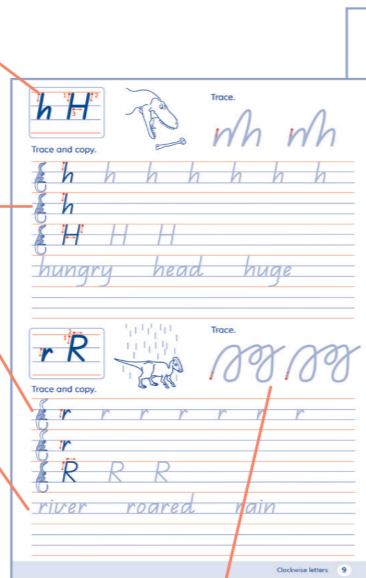 h H
Trace.
Trace and copy.
h h h h h h h
h
H H H
hungry head huge
r R
Trace.
Trace and copy.
r r r r r r r
r
R R R
river roared rain
Clockwise letters 9